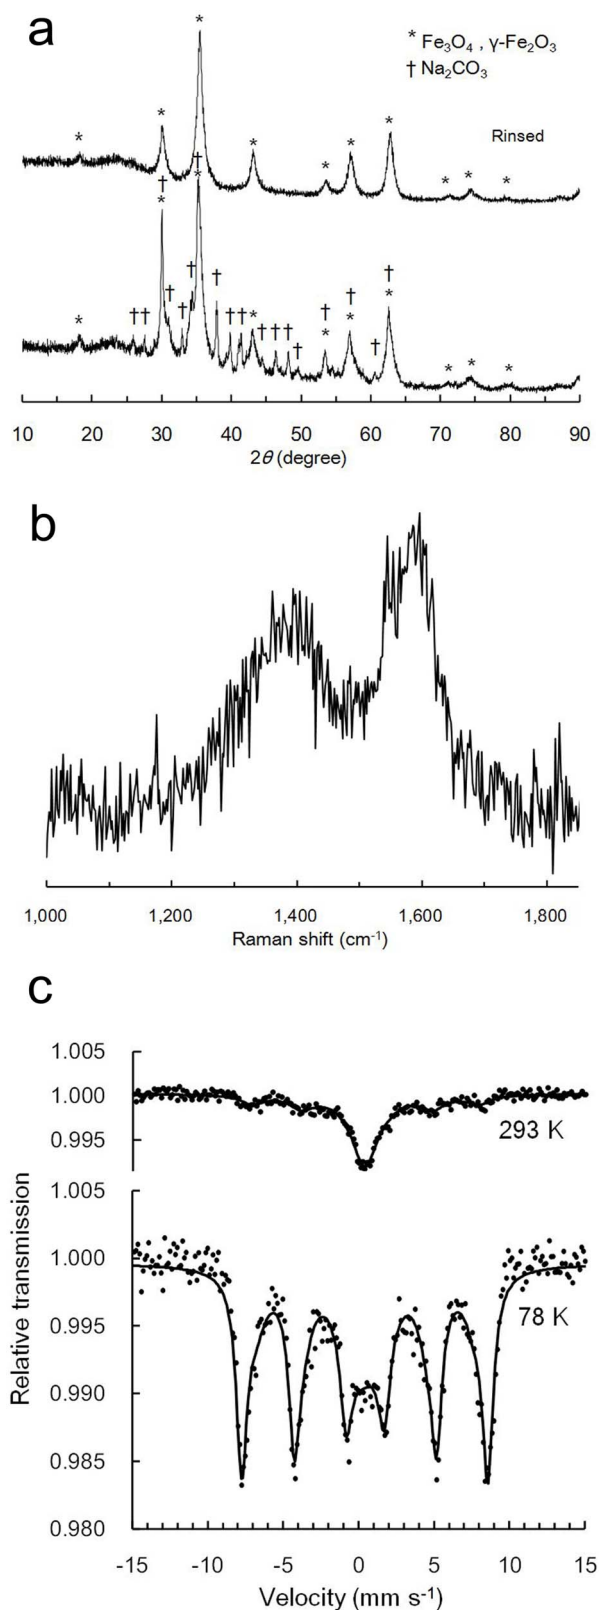 a
* Fe₃O₄ , γ-Fe₂O₃
† Na₂CO₃
Rinsed
* * * * * * * * * *
† * † * * † † † * † † † † † † * † † † † † * † * † † * * * *
10 20 30 40 50 60 70 80 90
2θ (degree)
b
1,000 1,200 1,400 1,600 1,800
Raman shift (cm⁻¹)
c
1.005
1.000
0.995
293 K
Relative transmission
1.005
1.000
0.995
78 K
0.990
0.985
0.980
-15 -10 -5 0 5 10 15
Velocity (mm s⁻¹)